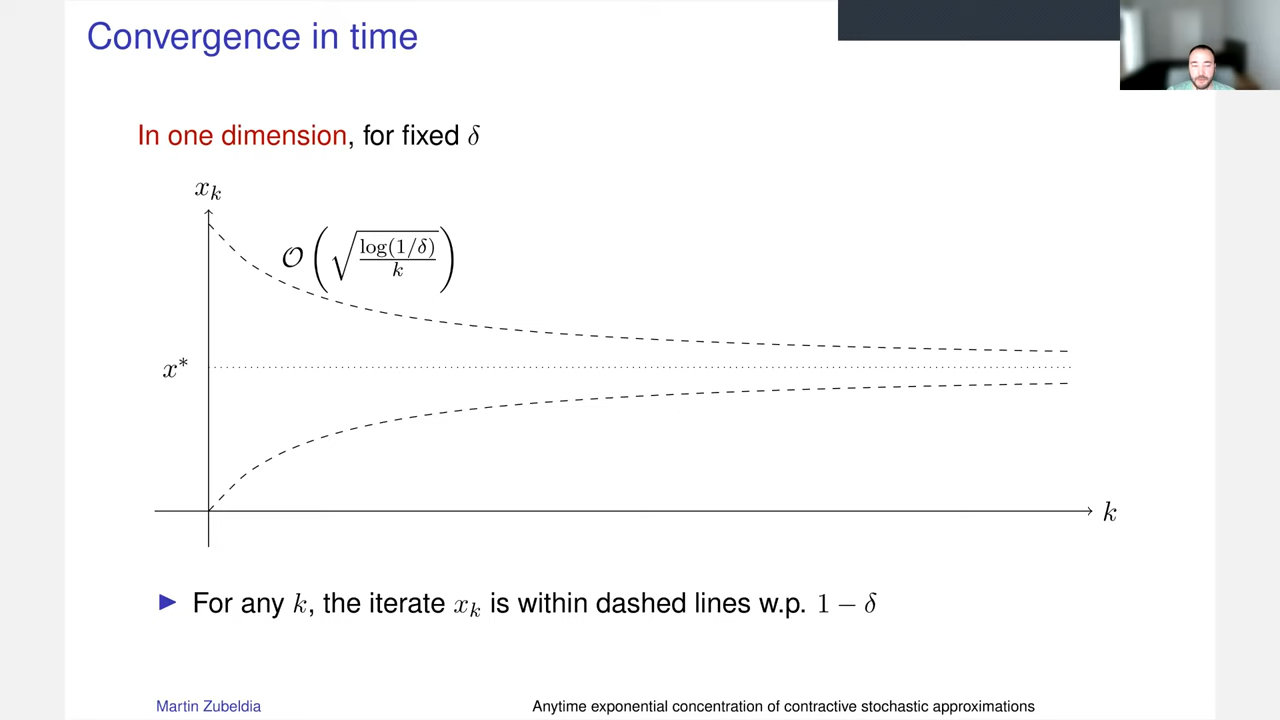 Convergence in time
In one dimension, for fixed δ
x_k
𝒪(√(log(1/δ)/k))
x*
k
▶ For any k, the iterate x_k is within dashed lines w.p. 1 − δ
Martin Zubeldia
Anytime exponential concentration of contractive stochastic approximations